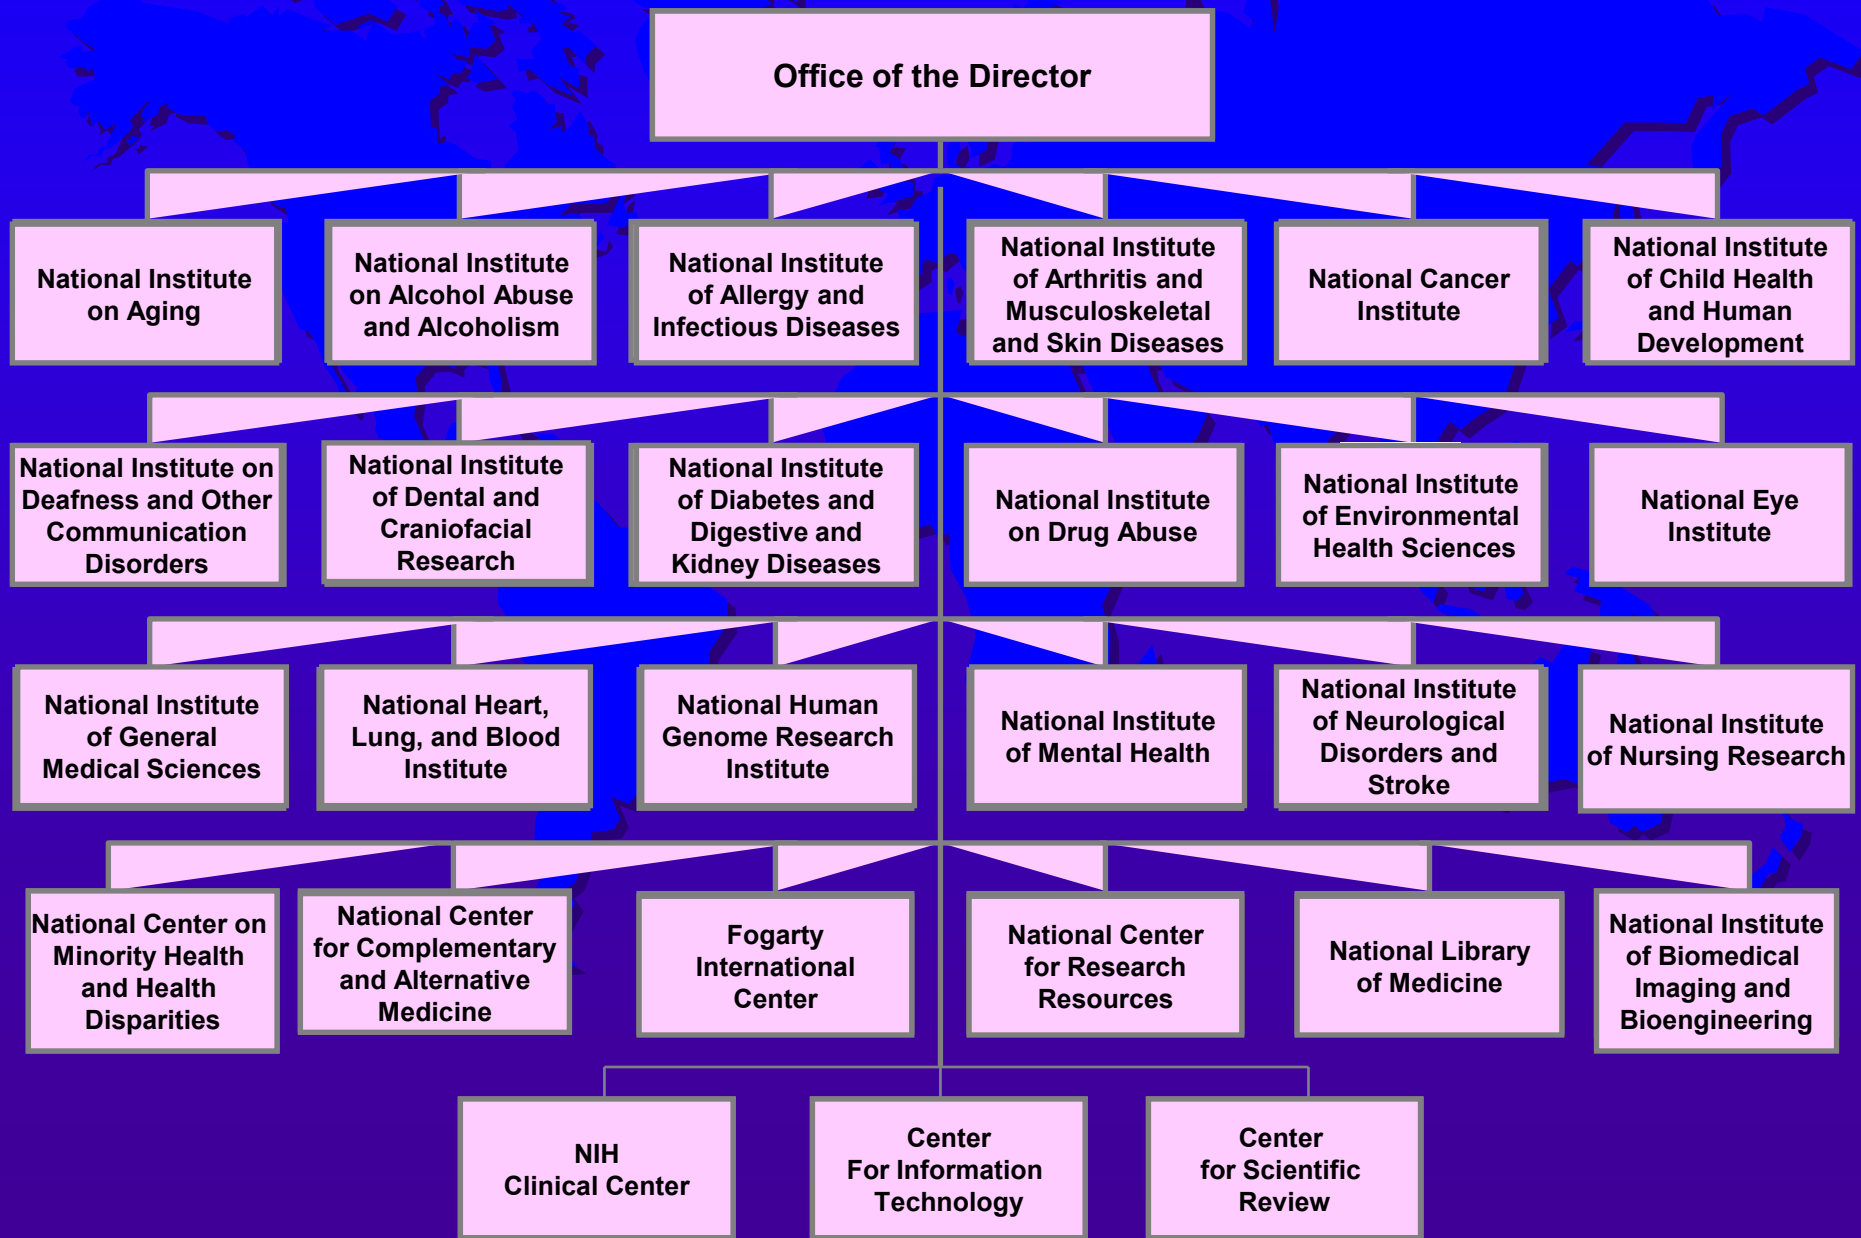 Office of the Director
National Institute
on Aging
National Institute
on Alcohol Abuse
and Alcoholism
National Institute
of Allergy and
Infectious Diseases
National Institute
of Arthritis and
Musculoskeletal
and Skin Diseases
National Cancer
Institute
National Institute
of Child Health
and Human
Development
National Institute on
Deafness and Other
Communication
Disorders
National Institute
of Dental and
Craniofacial
Research
National Institute
of Diabetes and
Digestive and
Kidney Diseases
National Institute
on Drug Abuse
National Institute
of Environmental
Health Sciences
National Eye
Institute
National Institute
of General
Medical Sciences
National Heart,
Lung, and Blood
Institute
National Human
Genome Research
Institute
National Institute
of Mental Health
National Institute
of Neurological
Disorders and
Stroke
National Institute
of Nursing Research
National Center on
Minority Health
and Health
Disparities
National Center
for Complementary
and Alternative
Medicine
Fogarty
International
Center
National Center
for Research
Resources
National Library
of Medicine
National Institute
of Biomedical
Imaging and
Bioengineering
NIH
Clinical Center
Center
For Information
Technology
Center
for Scientific
Review